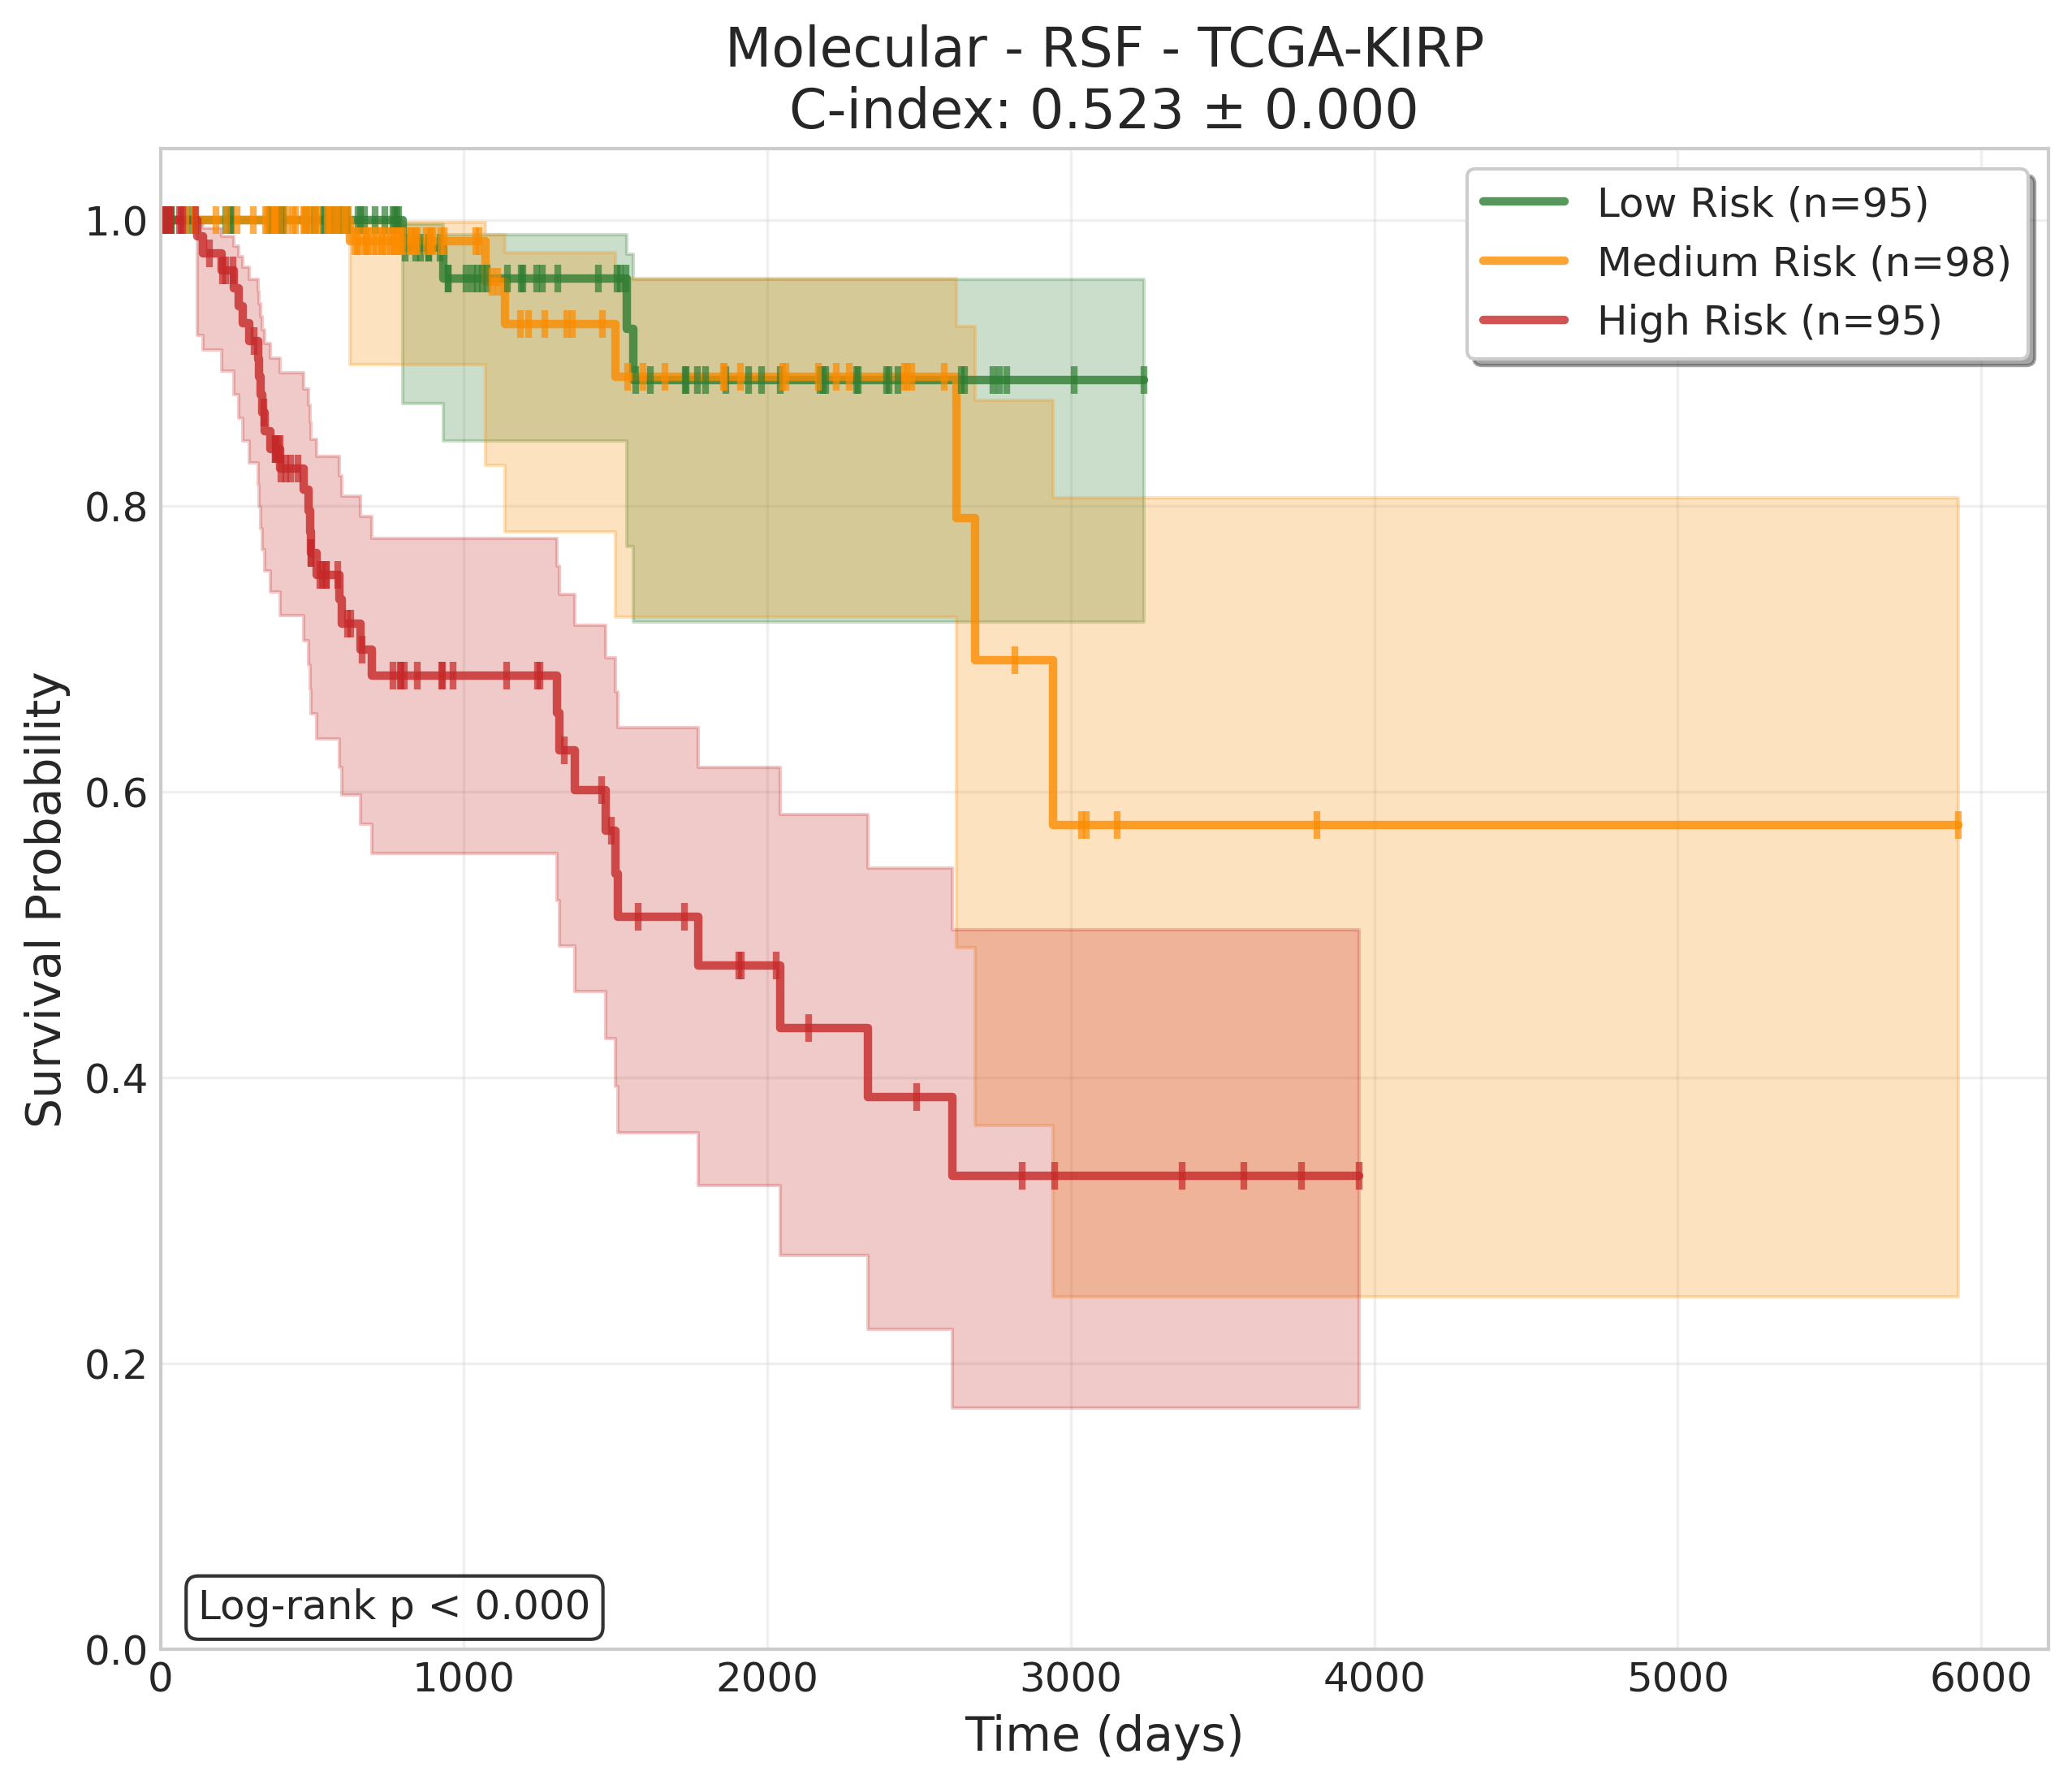 Molecular - RSF - TCGA-KIRP
C-index: 0.523 ± 0.000
Low Risk (n=95)
Medium Risk (n=98)
High Risk (n=95)
Survival Probability
1.0
0.8
0.6
0.4
0.2
0.0
Log-rank p < 0.000
0 1000 2000 3000 4000 5000 6000
Time (days)